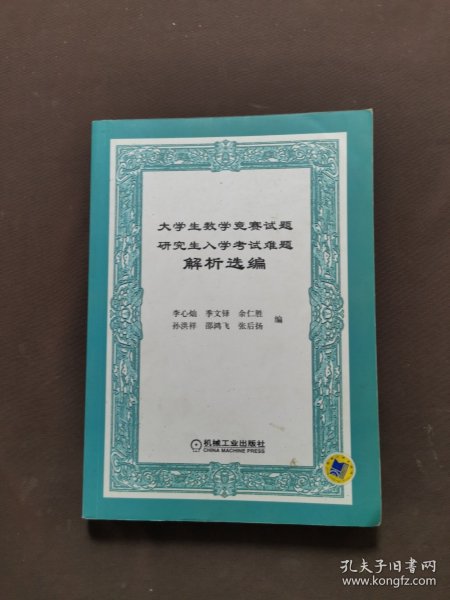 大学生数学竞赛试题
研究生入学考试难题
解析选编
李心灿 季文铎 余仁胜
孙洪祥 邵鸿飞 张后扬
编
机械工业出版社
CHINA MACHINE PRESS
孔夫子旧书网
www.kongfz.com